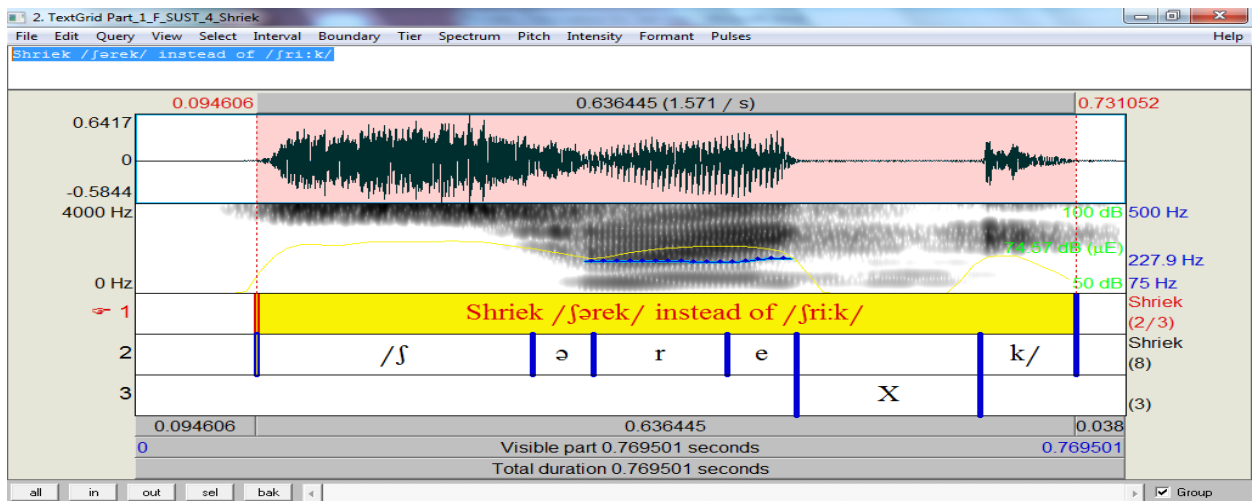 2. TextGrid Part_1_F_SUST_4_Shriek
File Edit Query View Select Interval Boundary Tier Spectrum Pitch Intensity Formant Pulses Help
Shriek /ʃərek/ instead of /ʃri:k/
0.094606 0.636445 (1.571 / s) 0.731052
0.6417
0
-0.5844
4000 Hz 100 dB 500 Hz
74.57 dB (µE)
227.9 Hz
0 Hz 50 dB 75 Hz
1 Shriek /ʃərek/ instead of /ʃri:k/ Shriek
(2/3)
2 /ʃ ə r e k/ Shriek
(8)
3 X (3)
0.094606 0.636445 0.038
0 Visible part 0.769501 seconds 0.769501
Total duration 0.769501 seconds
all in out sel bak Group